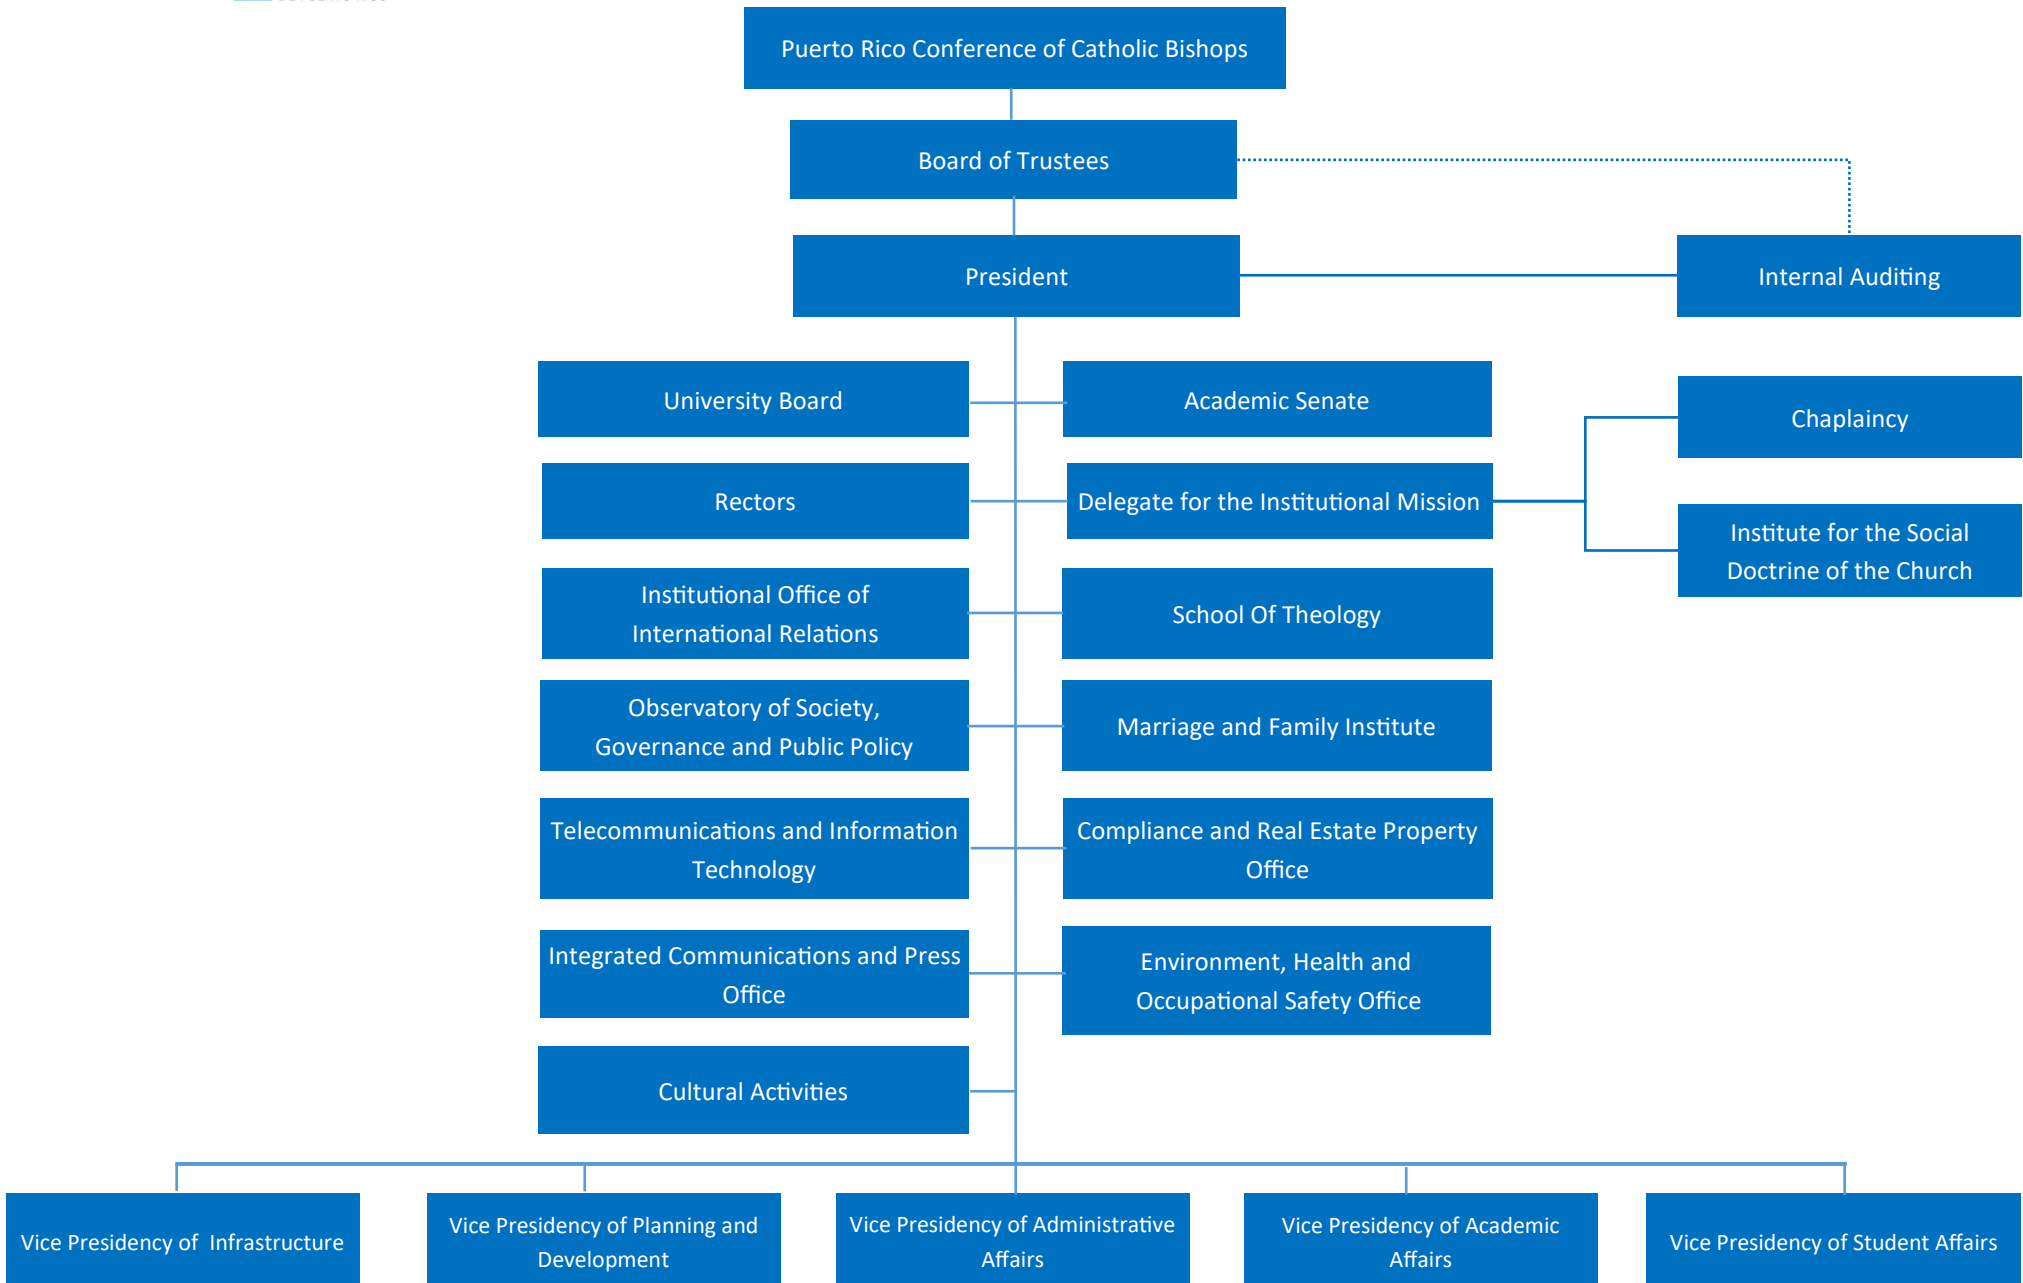 Puerto Rico Conference of Catholic Bishops
Board of Trustees
President
Internal Auditing
University Board
Academic Senate
Chaplaincy
Rectors
Delegate for the Institutional Mission
Institute for the Social
Doctrine of the Church
Institutional Office of
International Relations
School Of Theology
Observatory of Society,
Governance and Public Policy
Marriage and Family Institute
Telecommunications and Information
Technology
Compliance and Real Estate Property
Office
Integrated Communications and Press
Office
Environment, Health and
Occupational Safety Office
Cultural Activities
Vice Presidency of Infrastructure
Vice Presidency of Planning and
Development
Vice Presidency of Administrative
Affairs
Vice Presidency of Academic
Affairs
Vice Presidency of Student Affairs